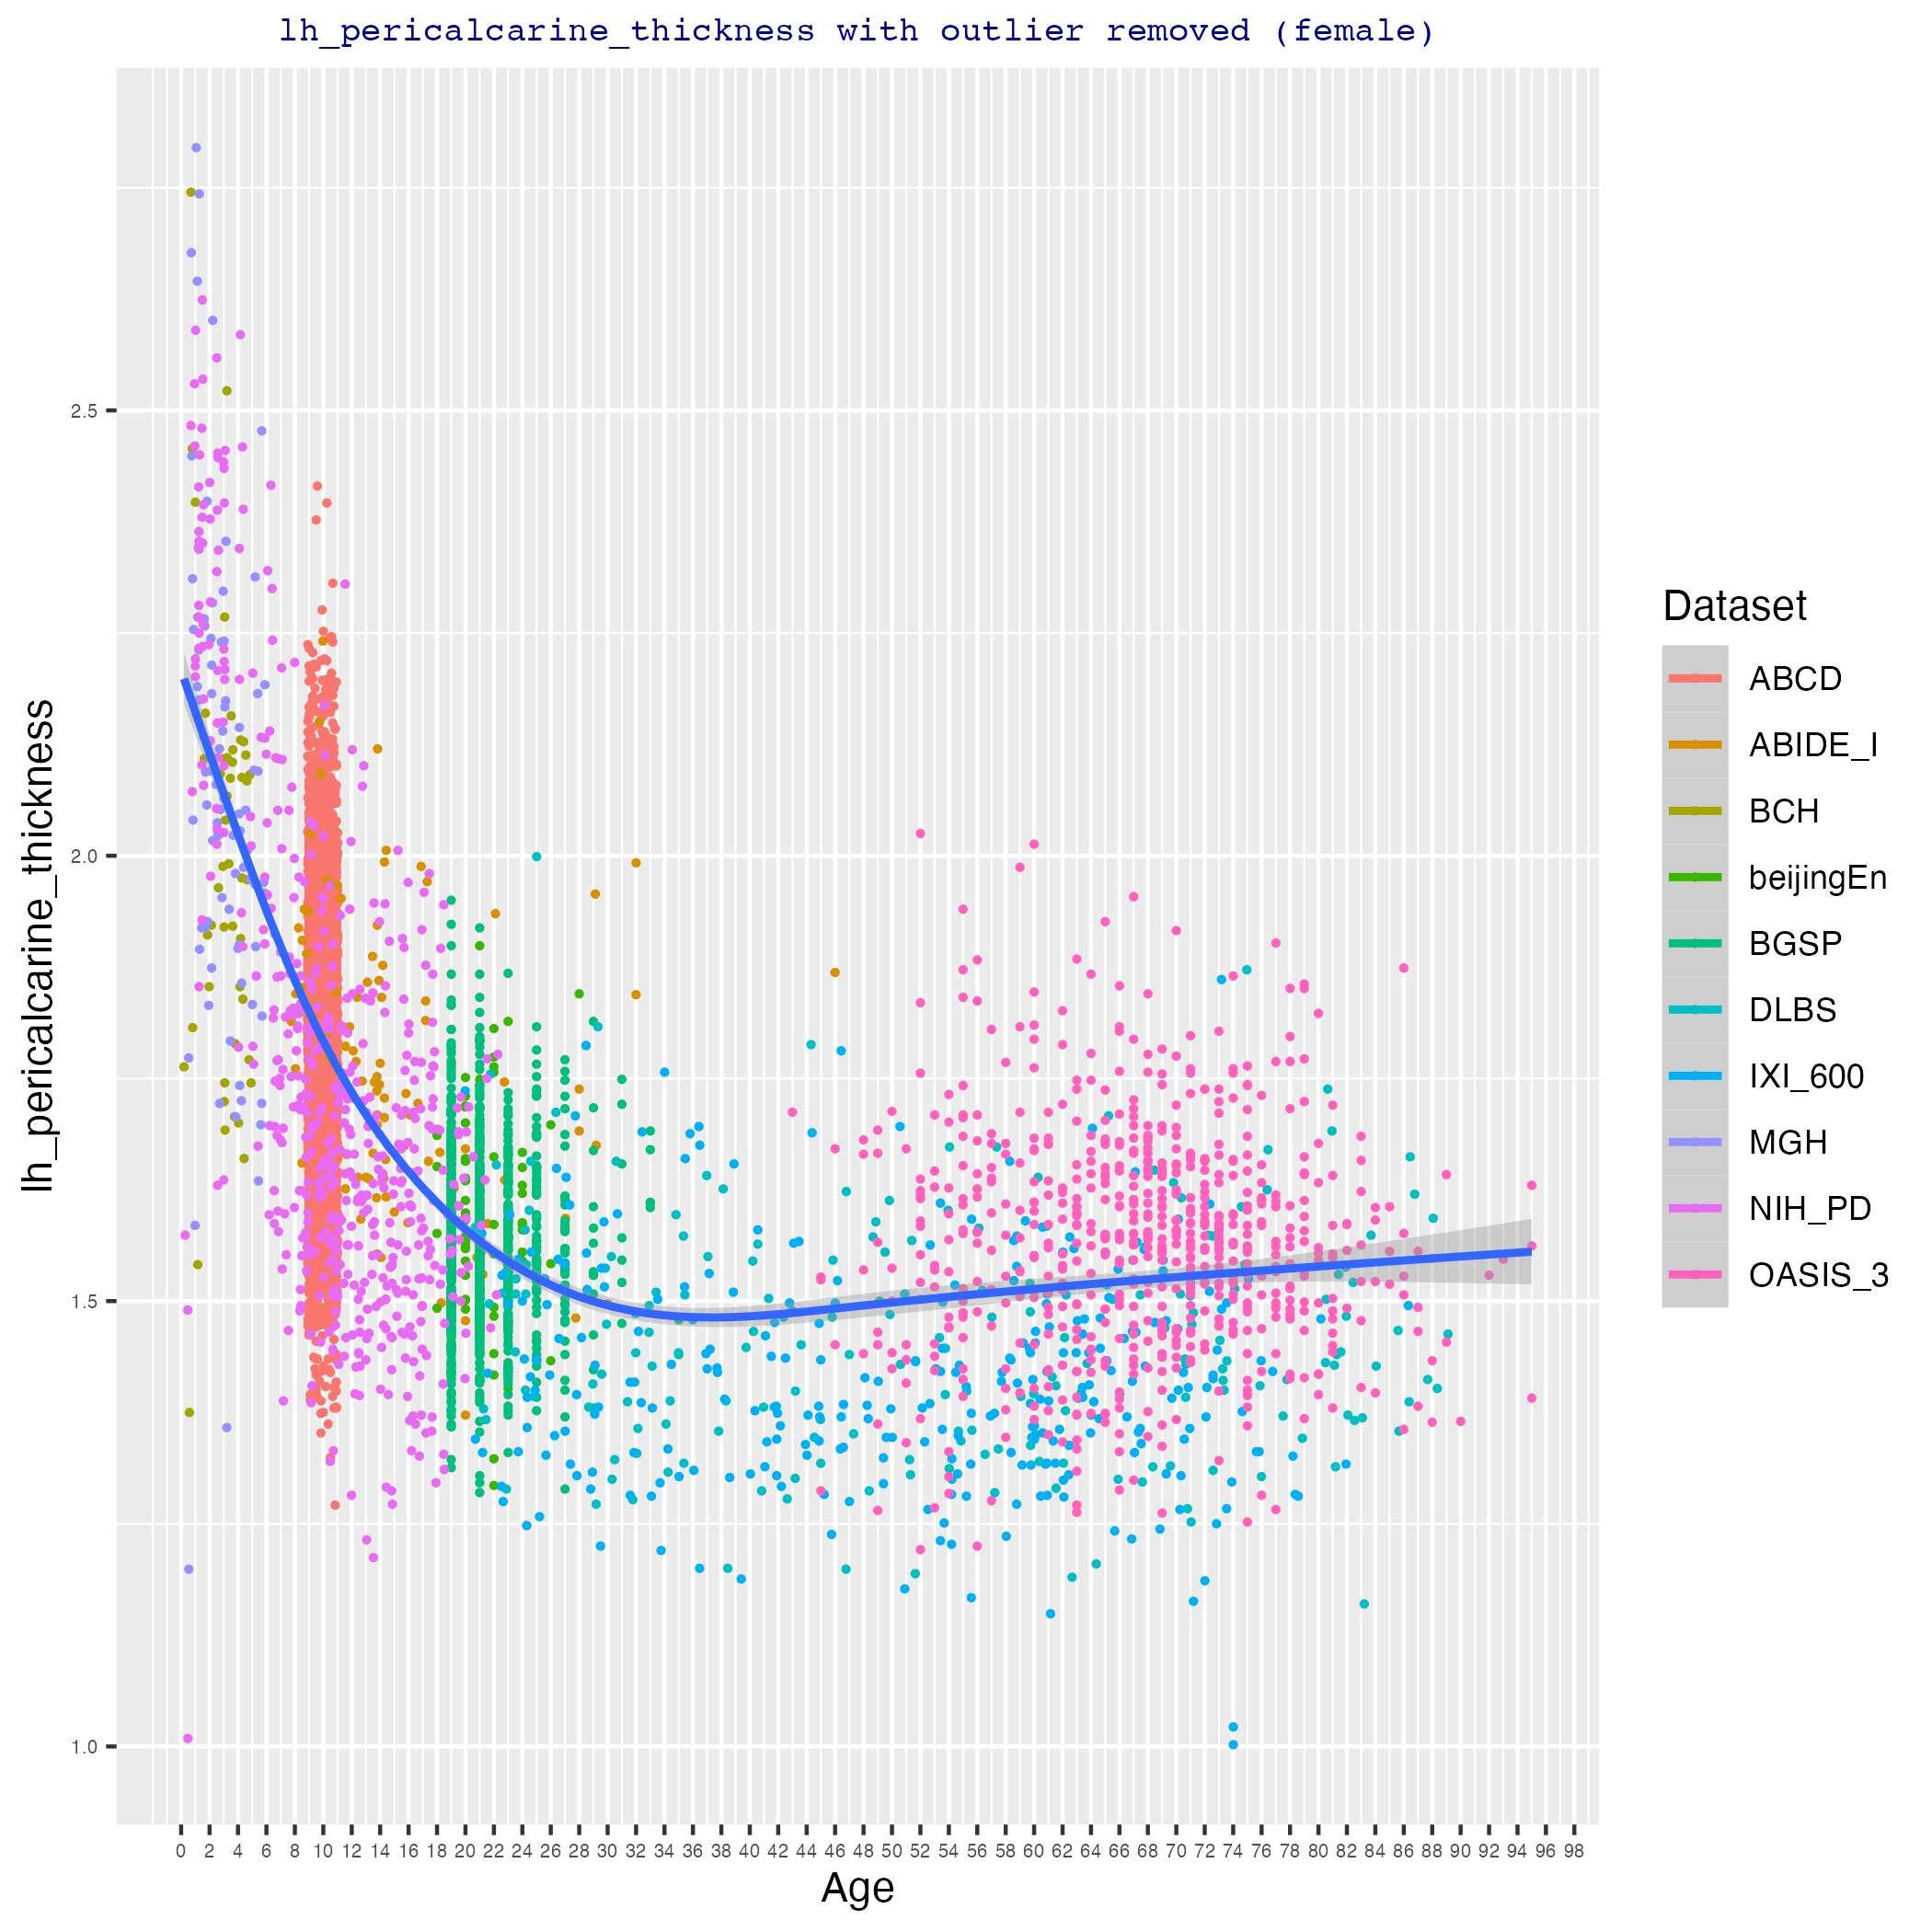 lh_pericalcarine_thickness with outlier removed (female)
lh_pericalcarine_thickness
2.5
2.0
1.5
1.0
0 2 4 6 8 10 12 14 16 18 20 22 24 26 28 30 32 34 36 38 40 42 44 46 48 50 52 54 56 58 60 62 64 66 68 70 72 74 76 78 80 82 84 86 88 90 92 94 96 98
Age
Dataset
ABCD
ABIDE_I
BCH
beijingEn
BGSP
DLBS
IXI_600
MGH
NIH_PD
OASIS_3